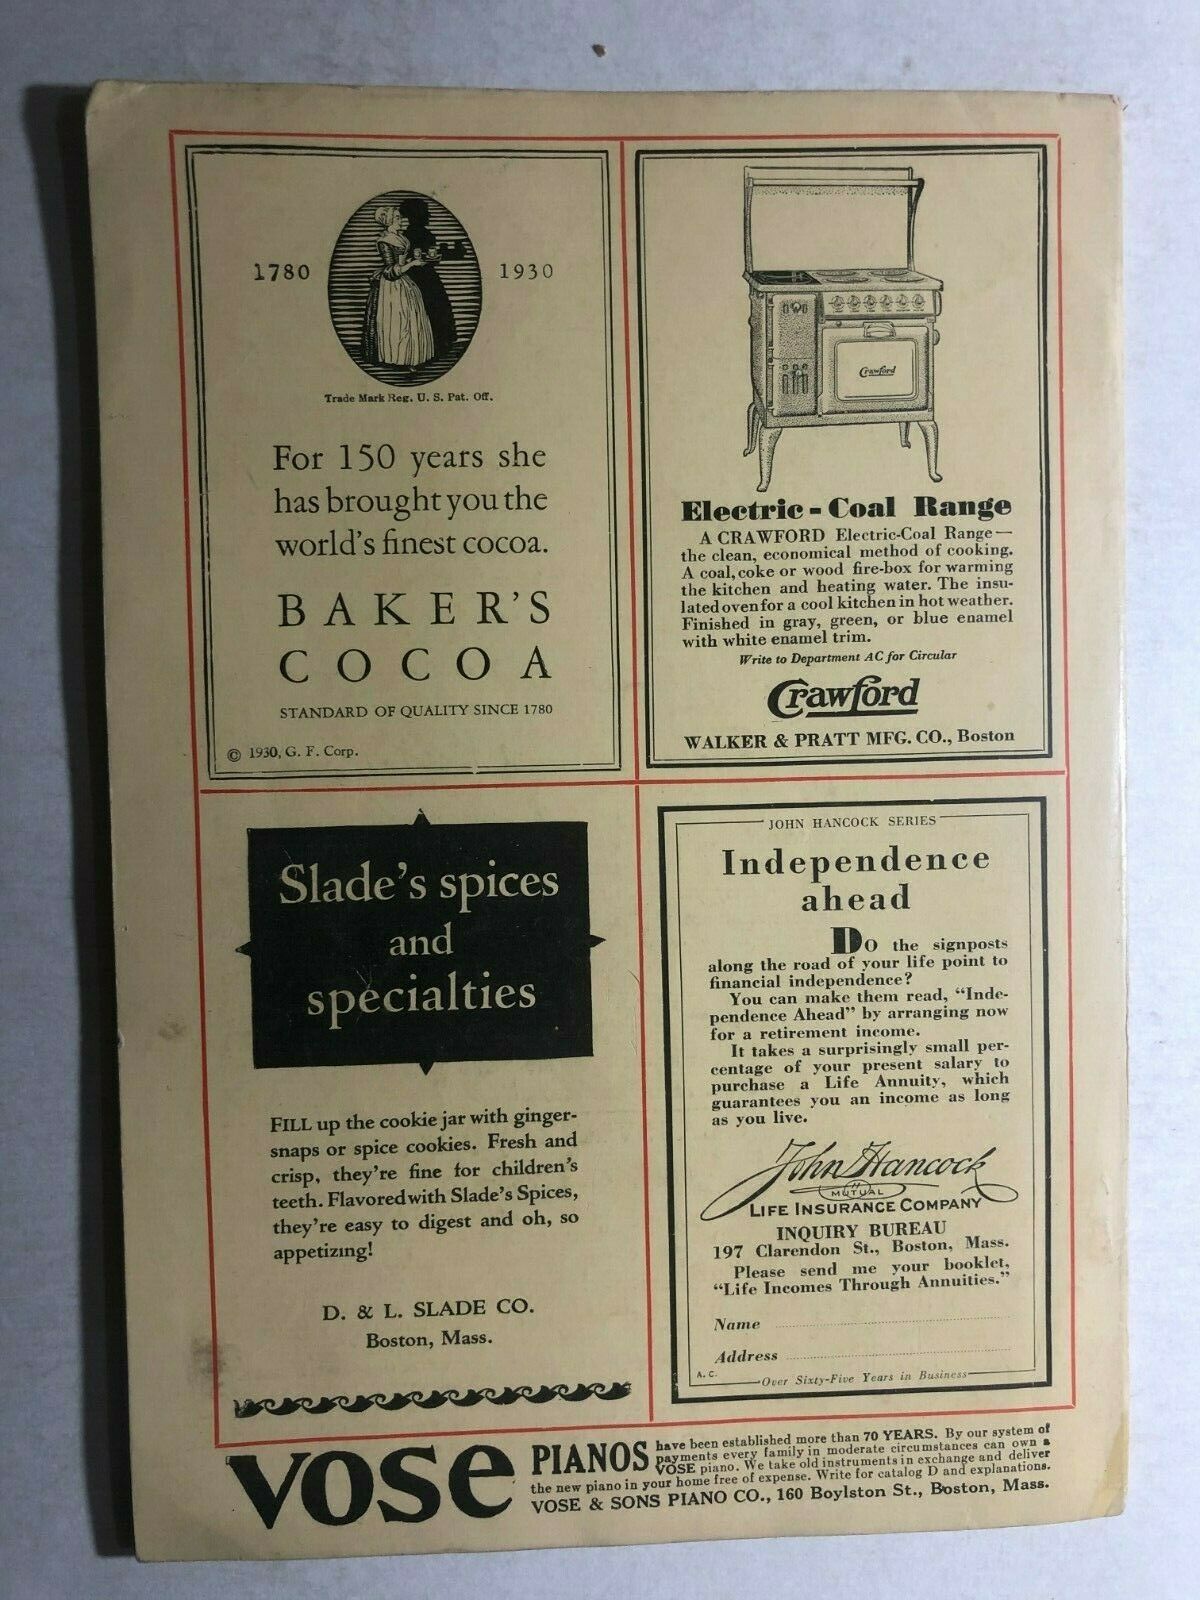 1780
1930
Trade Mark Reg. U. S. Pat. Off.
For 150 years she
has brought you the
world's finest cocoa.
BAKER'S
COCOA
STANDARD OF QUALITY SINCE 1780
© 1930, G. F. Corp.
Crawford
Electric-Coal Range
A CRAWFORD Electric-Coal Range—
the clean, economical method of cooking.
A coal, coke or wood fire-box for warming
the kitchen and heating water. The insu-
lated oven for a cool kitchen in hot weather.
Finished in gray, green, or blue enamel
with white enamel trim.
Write to Department AC for Circular
Crawford
WALKER & PRATT MFG. CO., Boston
Slade's spices
and
specialties
FILL up the cookie jar with ginger-
snaps or spice cookies. Fresh and
crisp, they're fine for children's
teeth. Flavored with Slade's Spices,
they're easy to digest and oh, so
appetizing!
D. & L. SLADE CO.
Boston, Mass.
JOHN HANCOCK SERIES
Independence
ahead
DO the signposts
along the road of your life point to
financial independence?
You can make them read, "Inde-
pendence Ahead" by arranging now
for a retirement income.
It takes a surprisingly small per-
centage of your present salary to
purchase a Life Annuity, which
guarantees you an income as long
as you live.
John Hancock
MUTUAL
LIFE INSURANCE COMPANY
INQUIRY BUREAU
197 Clarendon St., Boston, Mass.
Please send me your booklet,
"Life Incomes Through Annuities."
Name
Address
A. C.
Over Sixty-Five Years in Business
VOSE PIANOS
have been established more than 70 YEARS. By our system of
payments every family in moderate circumstances can own a
VOSE piano. We take old instruments in exchange and deliver
the new piano in your home free of expense. Write for catalog D and explanations.
VOSE & SONS PIANO CO., 160 Boylston St., Boston, Mass.